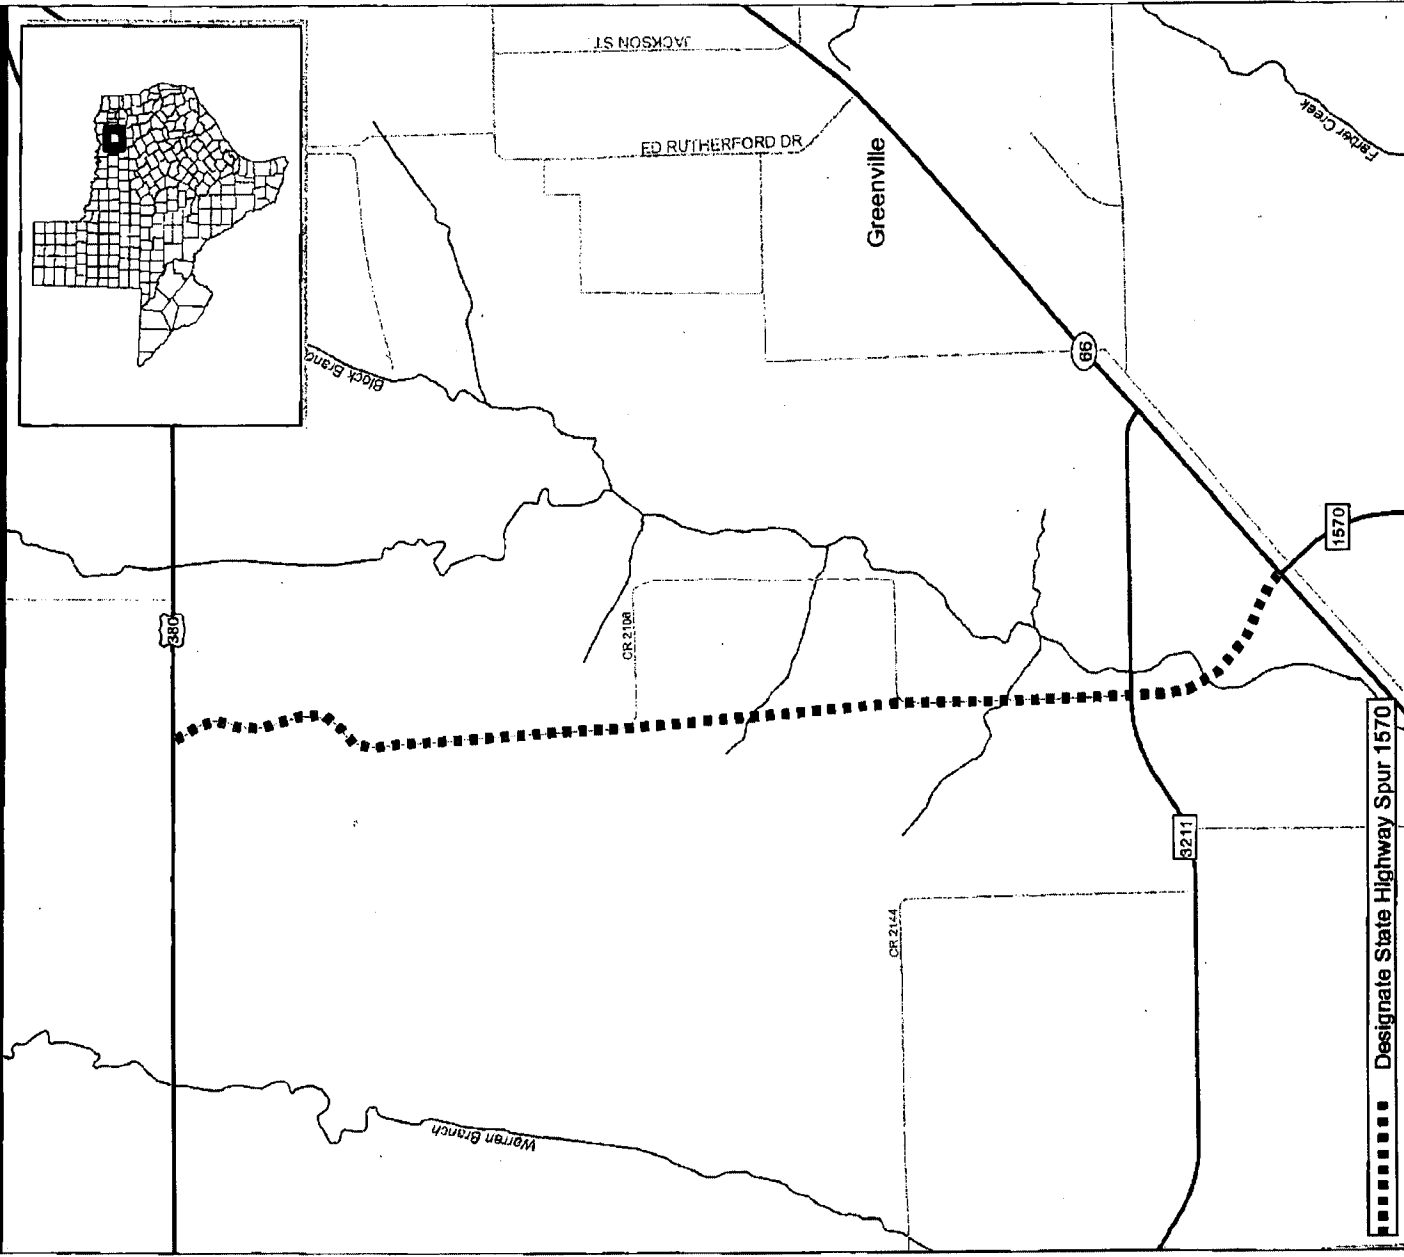 JACKSON ST
ED RUTHERFORD DR
Greenville
Farber Creek
Black Branc
66
1570
380
CR 2108
3211
CR 2144
Warren Branch
Designate State Highway Spur 1570